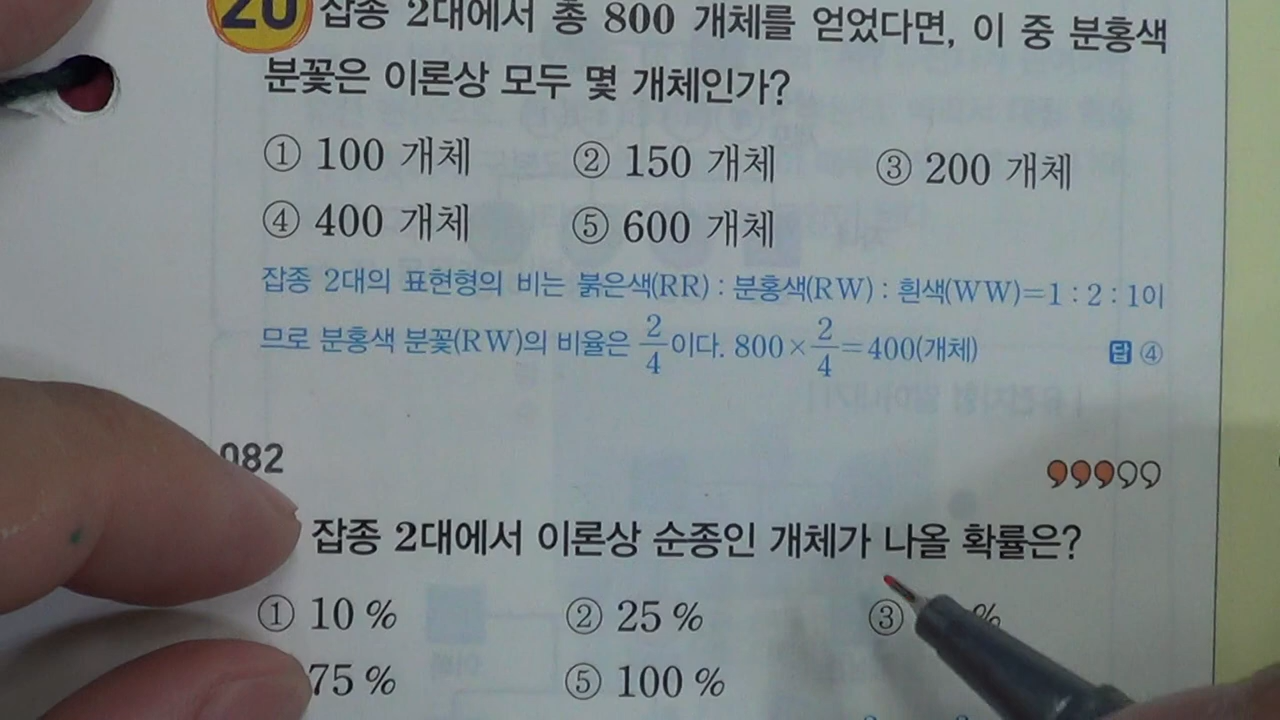 20 잡종 2대에서 총 800 개체를 얻었다면, 이 중 분홍색
분꽃은 이론상 모두 몇 개체인가?
① 100 개체 ② 150 개체 ③ 200 개체
④ 400 개체 ⑤ 600 개체
잡종 2대의 표현형의 비는 붉은색(RR) : 분홍색(RW) : 흰색(WW)=1 : 2 : 1이
므로 분홍색 분꽃(RW)의 비율은 2/4이다. 800×2/4=400(개체) 답 ④
082
잡종 2대에서 이론상 순종인 개체가 나올 확률은?
① 10 % ② 25 % ③ %
75 % ⑤ 100 %